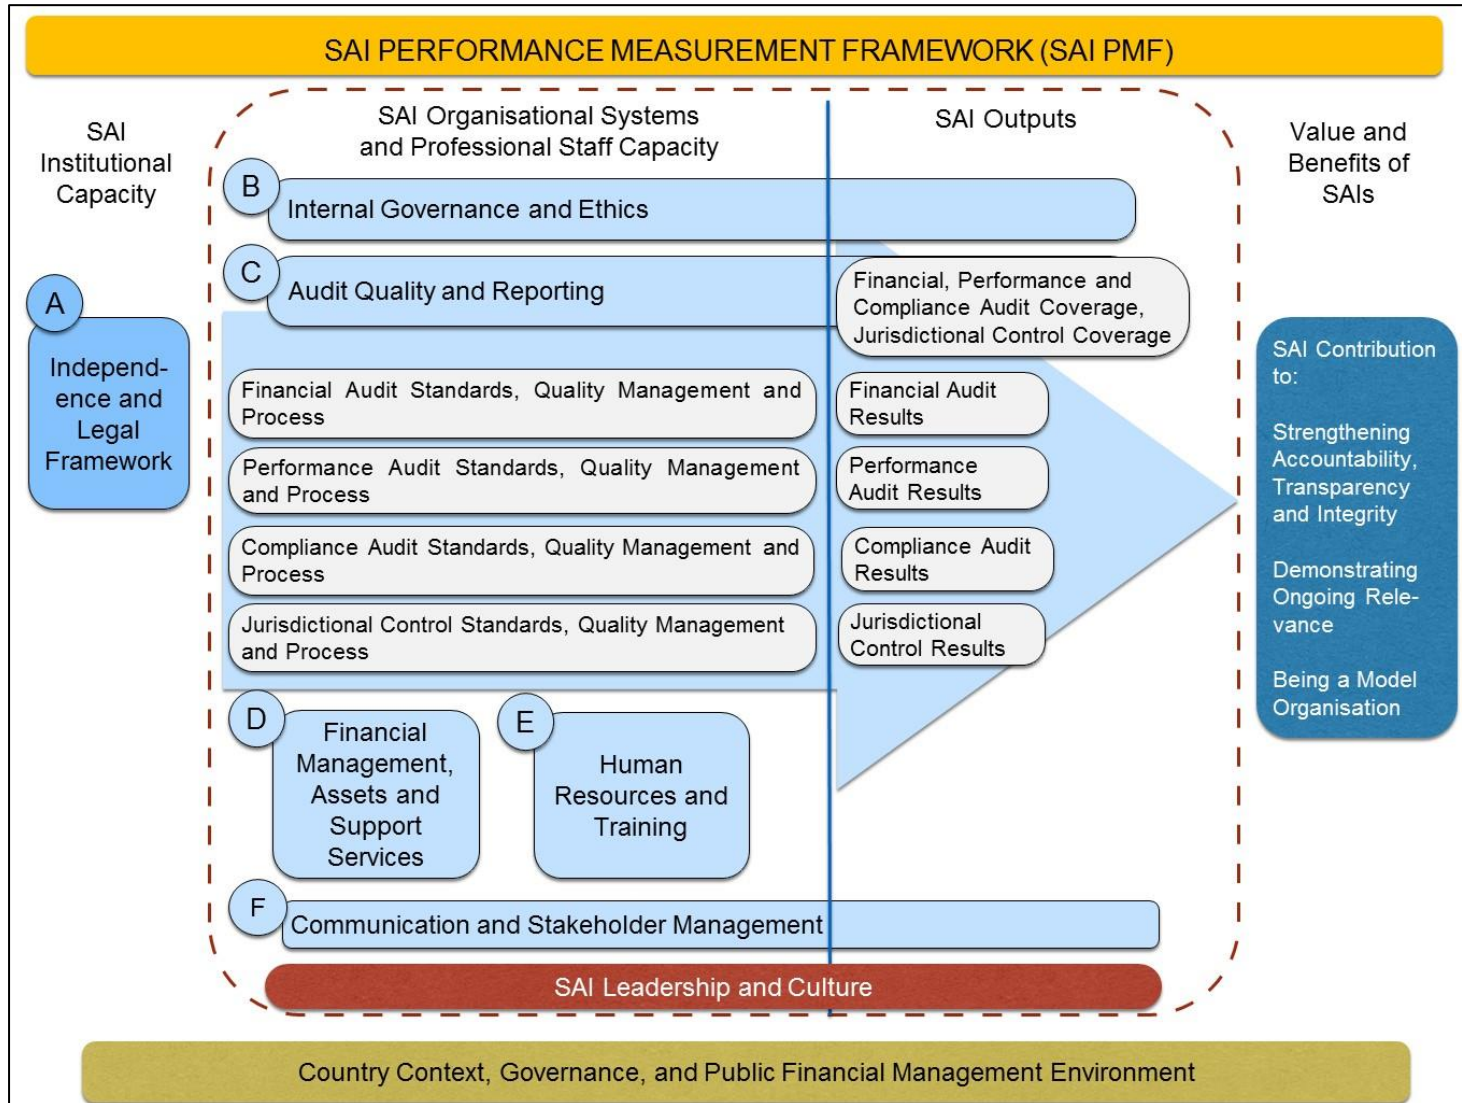 SAI PERFORMANCE MEASUREMENT FRAMEWORK (SAI PMF)
SAI
Institutional
Capacity
SAI Organisational Systems
and Professional Staff Capacity
SAI Outputs
Value and
Benefits of
SAIs
B
Internal Governance and Ethics
C
Audit Quality and Reporting
Financial, Performance and
Compliance Audit Coverage,
Jurisdictional Control Coverage
A
Independ-
ence and
Legal
Framework
Financial Audit Standards, Quality Management and
Process
Financial Audit
Results
Performance Audit Standards, Quality Management
and Process
Performance
Audit Results
Compliance Audit Standards, Quality Management and
Process
Compliance Audit
Results
Jurisdictional Control Standards, Quality Management
and Process
Jurisdictional
Control Results
SAI Contribution
to:
Strengthening
Accountability,
Transparency
and Integrity
Demonstrating
Ongoing Rele-
vance
Being a Model
Organisation
D
Financial
Management,
Assets and
Support
Services
E
Human
Resources and
Training
F
Communication and Stakeholder Management
SAI Leadership and Culture
Country Context, Governance, and Public Financial Management Environment